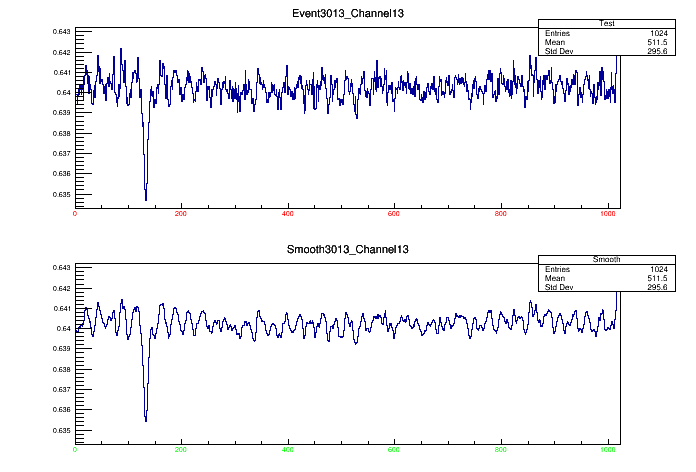 Event3013_Channel13
Test
Entries 1024
Mean 511.5
Std Dev 295.6
0.643
0.642
0.641
0.64
0.639
0.638
0.637
0.636
0.635
0 200 400 600 800 1000
Smooth3013_Channel13
Smooth
Entries 1024
Mean 511.5
Std Dev 295.6
0.643
0.642
0.641
0.64
0.639
0.638
0.637
0.636
0.635
0 200 400 600 800 1000